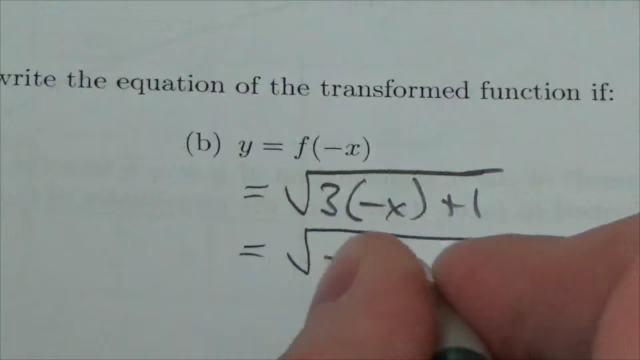 write the equation of the transformed function if:
(b) y = f(−x)
= √3(-x) + 1
= √-